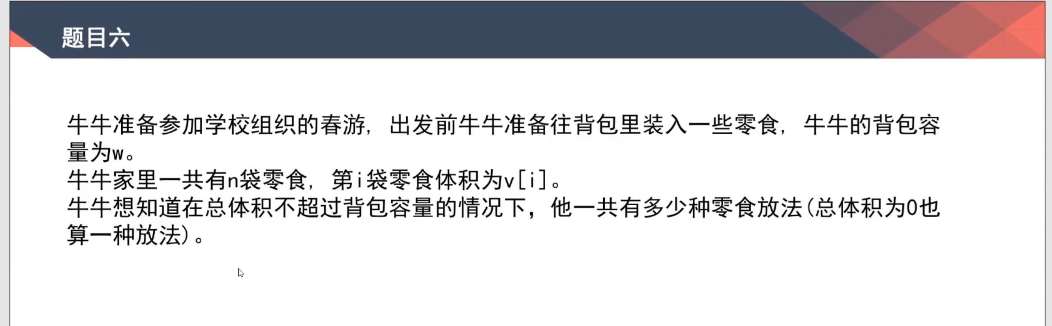 题目六
牛牛准备参加学校组织的春游, 出发前牛牛准备往背包里装入一些零食, 牛牛的背包容
量为w。
牛牛家里一共有n袋零食, 第i袋零食体积为v[i]。
牛牛想知道在总体积不超过背包容量的情况下，他一共有多少种零食放法(总体积为0也
算一种放法)。